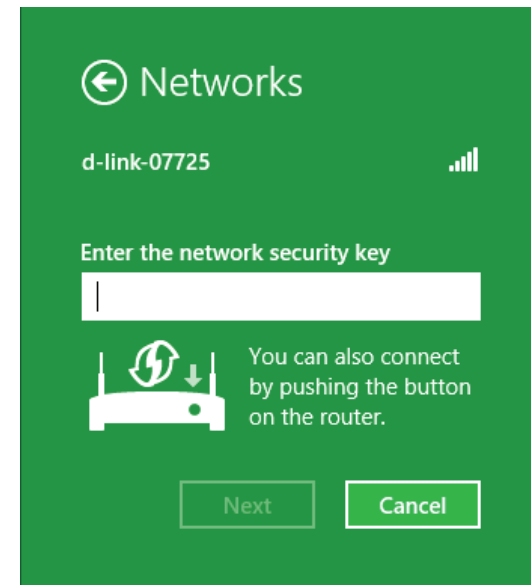 Networks
d-link-07725
Enter the network security key
You can also connect
by pushing the button
on the router.
Next
Cancel